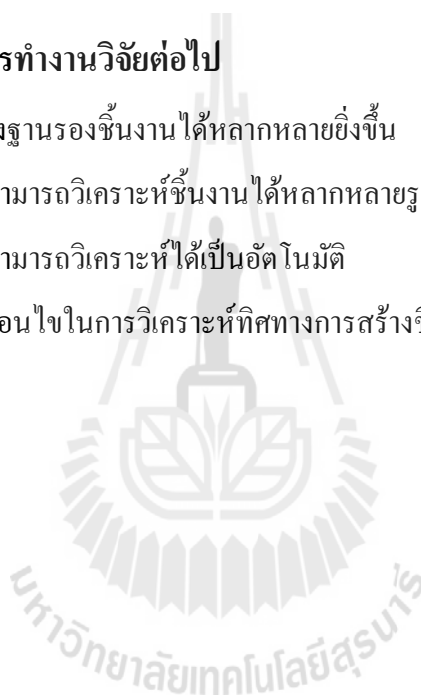 รทำงานวิจัยต่อไป
งฐานรองชิ้นงานได้หลากหลายยิ่งขึ้น
ามารถวิเคราะห์ชิ้นงานได้หลากหลายรู
ามารถวิเคราะห์ได้เป็นอัตโนมัติ
อนไขในการวิเคราะห์ทิศทางการสร้างชิ
มหาวิทยาลัยเทคโนโลยีสุรนารี